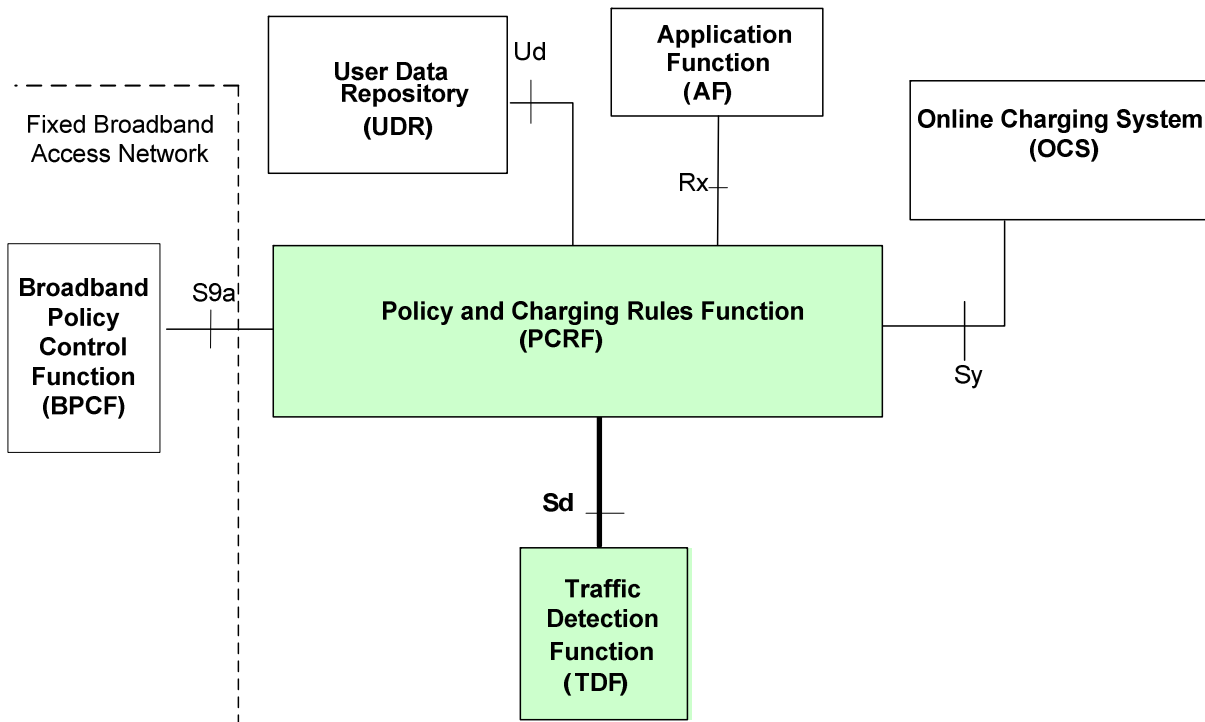 Ud
User Data
Repository
(UDR)
Application
Function
(AF)
Online Charging System
(OCS)
Fixed Broadband
Access Network
Rx
Broadband
Policy
Control
Function
(BPCF)
S9a
Policy and Charging Rules Function
(PCRF)
Sy
Sd
Traffic
Detection
Function
(TDF)